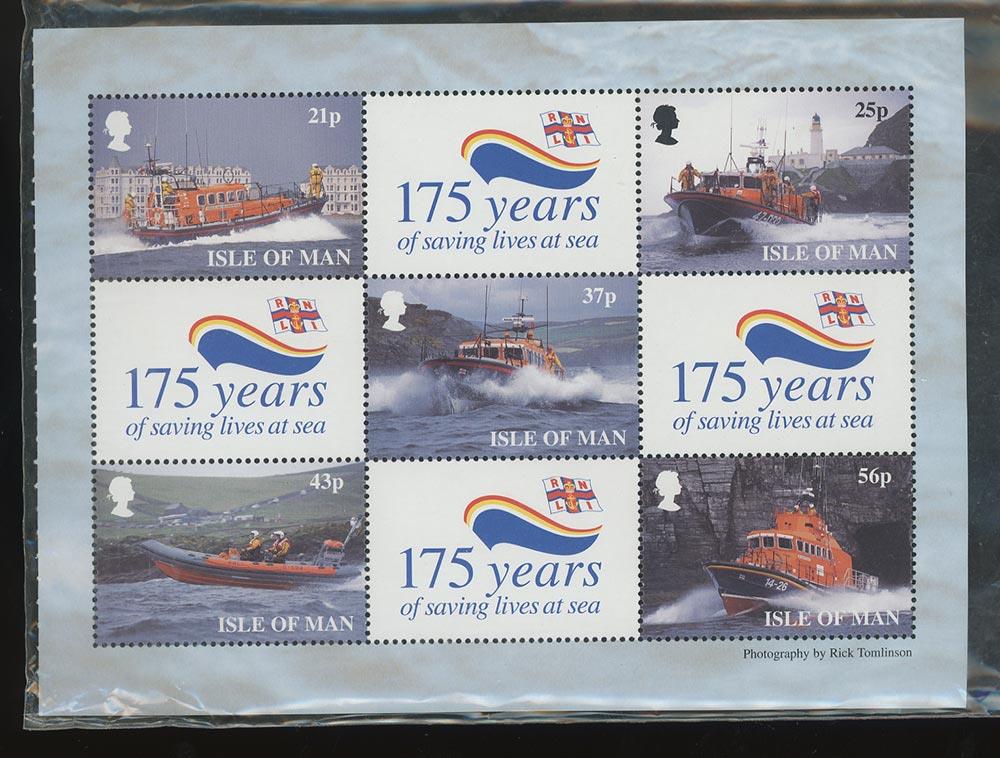 21p
ISLE OF MAN
R N
L I
175 years
of saving lives at sea
25p
ISLE OF MAN
R N
L I
175 years
of saving lives at sea
37p
ISLE OF MAN
R N
L I
175 years
of saving lives at sea
43p
ISLE OF MAN
R N
L I
175 years
of saving lives at sea
56p
14-26
ISLE OF MAN
Photography by Rick Tomlinson